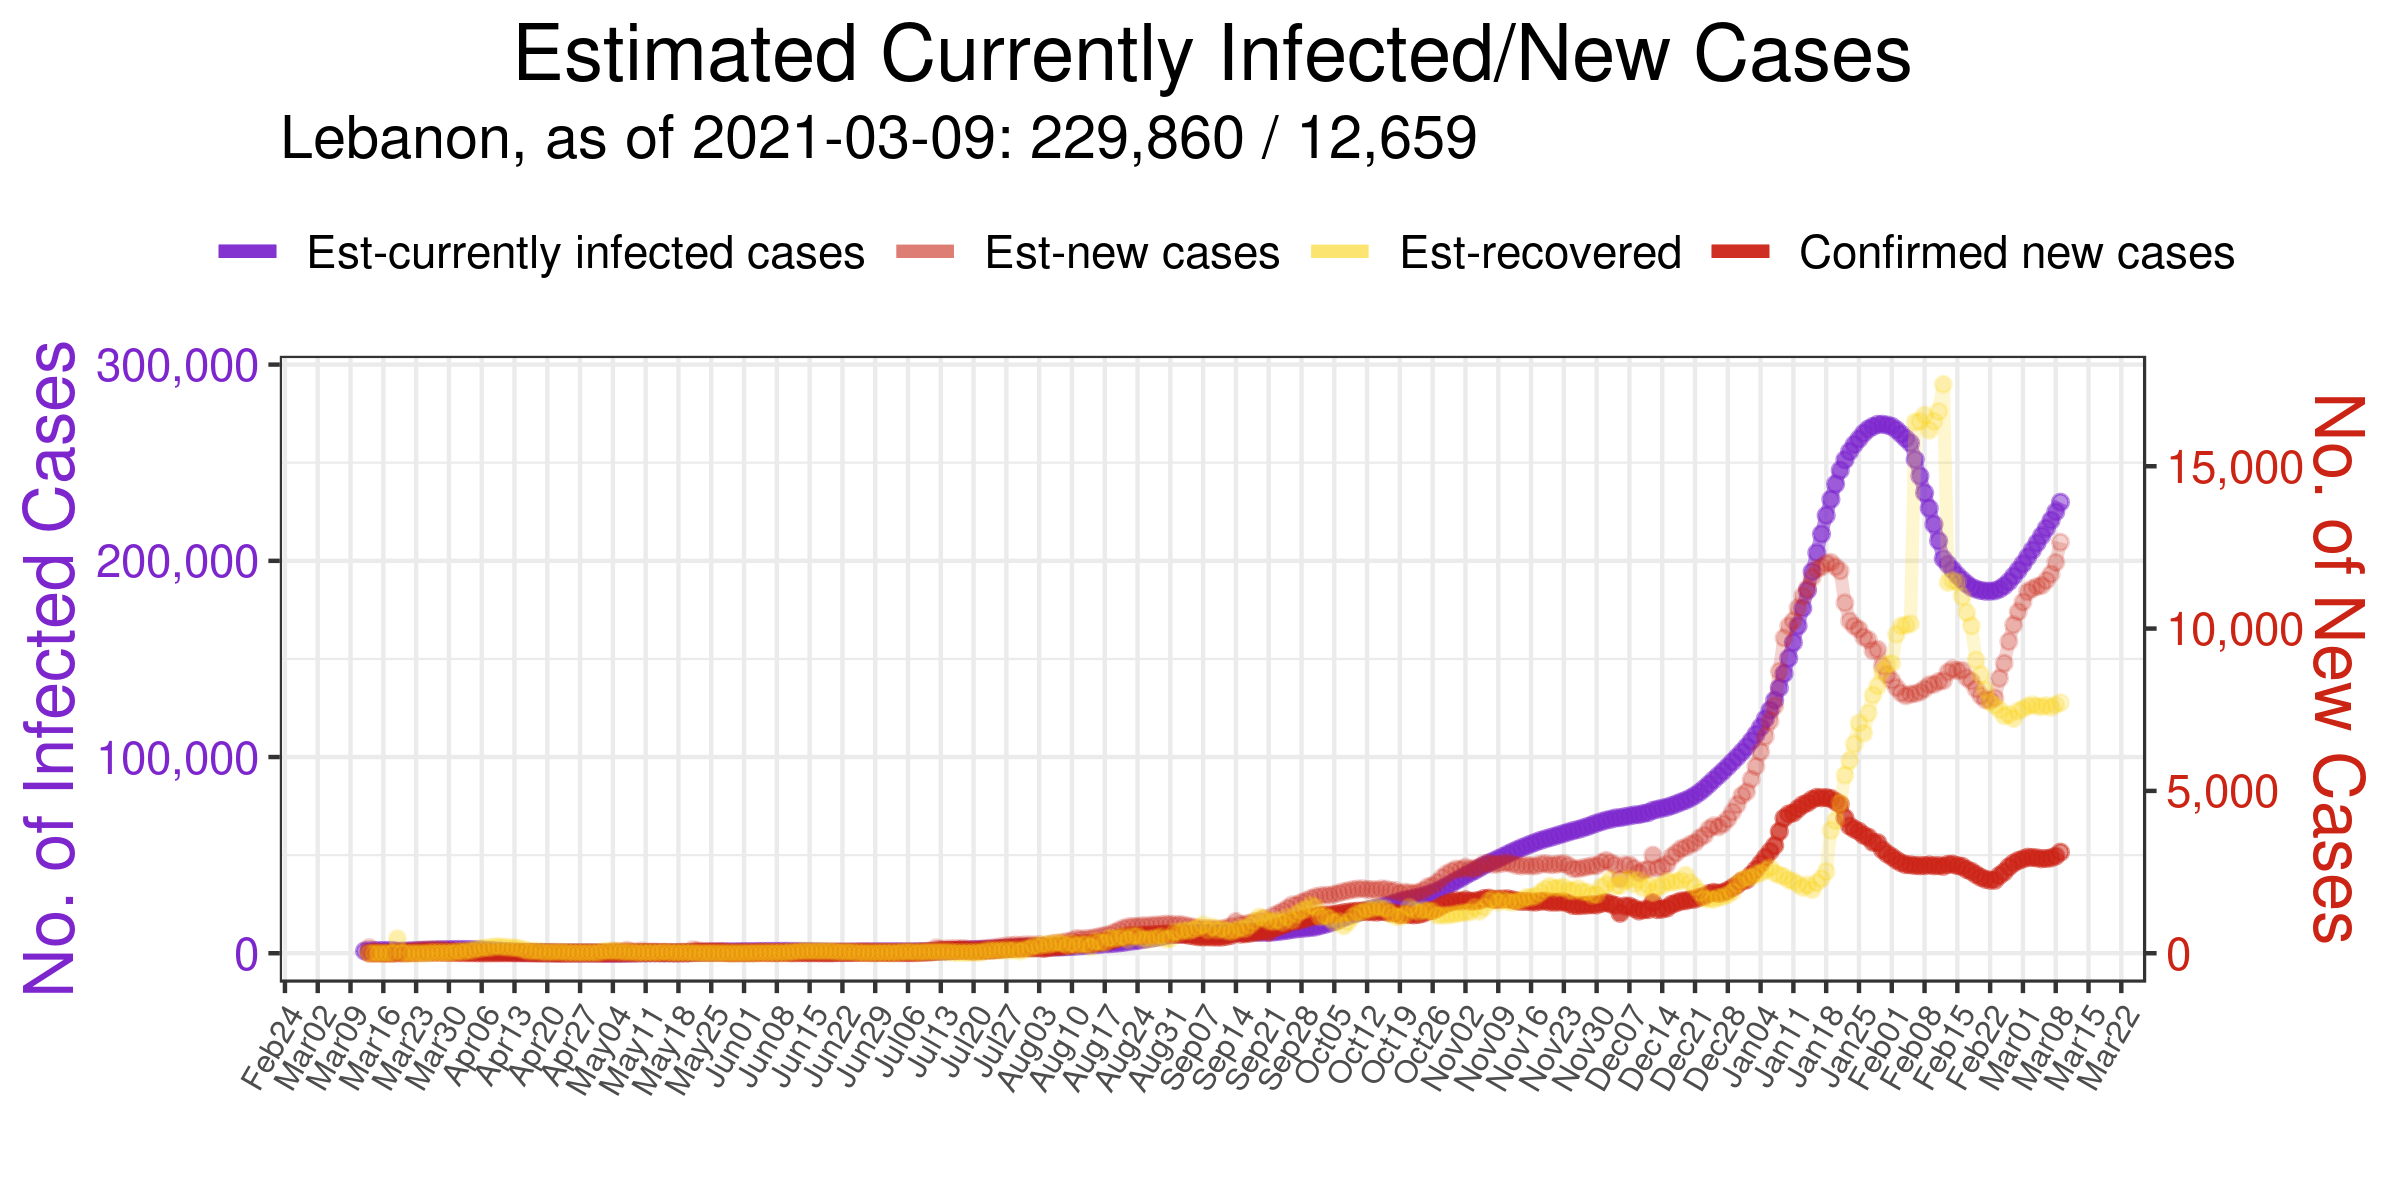 Estimated Currently Infected/New Cases
Lebanon, as of 2021-03-09: 229,860 / 12,659
Est-currently infected cases Est-new cases Est-recovered Confirmed new cases
No. of Infected Cases
300,000
200,000
100,000
0
15,000
10,000
5,000
0
No. of New Cases
Feb24 Mar02 Mar09 Mar16 Mar23 Mar30 Apr06 Apr13 Apr20 Apr27 May04 May11 May18 May25 Jun01 Jun08 Jun15 Jun22 Jun29 Jul06 Jul13 Jul20 Jul27 Aug03 Aug10 Aug17 Aug24 Aug31 Sep07 Sep14 Sep21 Sep28 Oct05 Oct12 Oct19 Oct26 Nov02 Nov09 Nov16 Nov23 Nov30 Dec07 Dec14 Dec21 Dec28 Jan04 Jan11 Jan18 Jan25 Feb01 Feb08 Feb15 Feb22 Mar01 Mar08 Mar15 Mar22